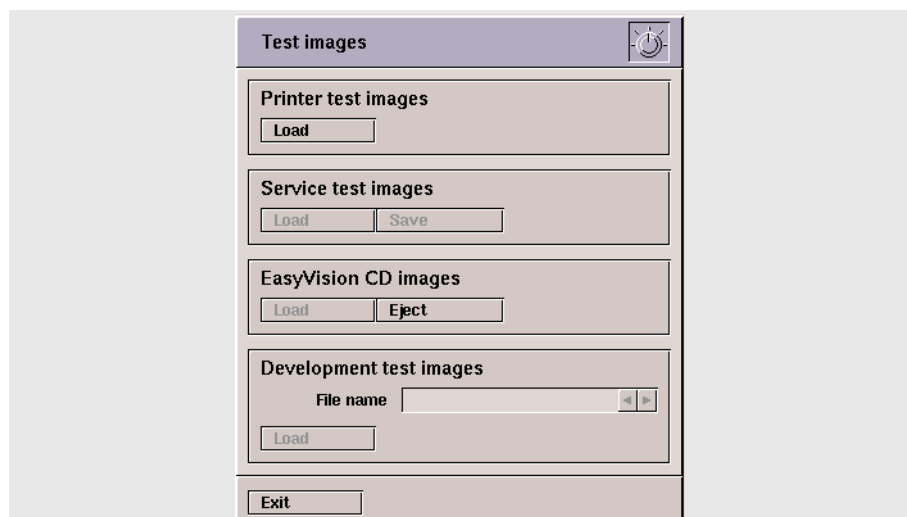 Test images
Printer test images
Load
Service test images
Load Save
EasyVision CD images
Load Eject
Development test images
File name
Load
Exit